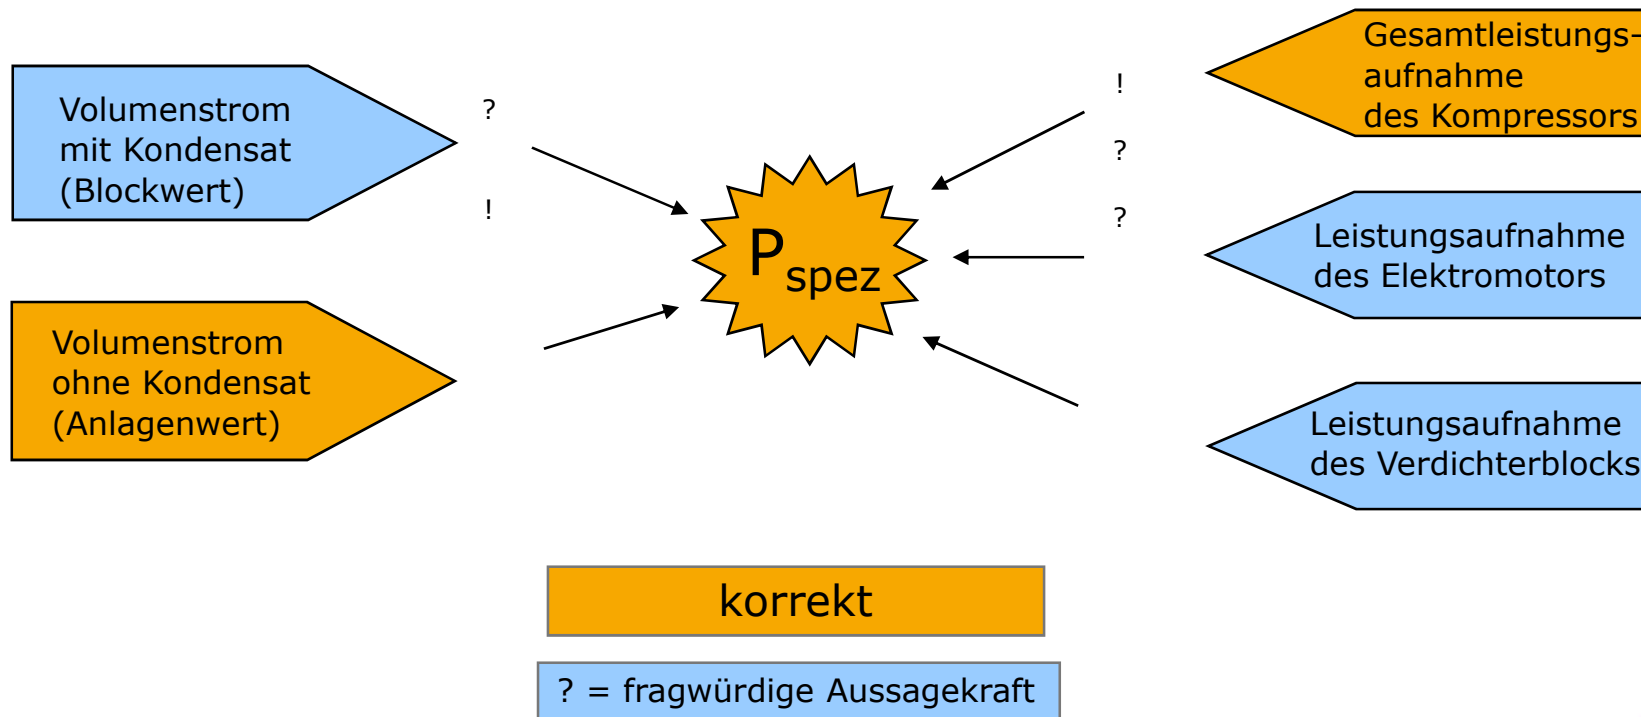 Volumenstrom
mit Kondensat
(Blockwert)
?
!
Volumenstrom
ohne Kondensat
(Anlagenwert)
P spez
!
?
?
Gesamtleistungs-
aufnahme
des Kompressors
Leistungsaufnahme
des Elektromotors
Leistungsaufnahme
des Verdichterblocks
korrekt
? = fragwürdige Aussagekraft